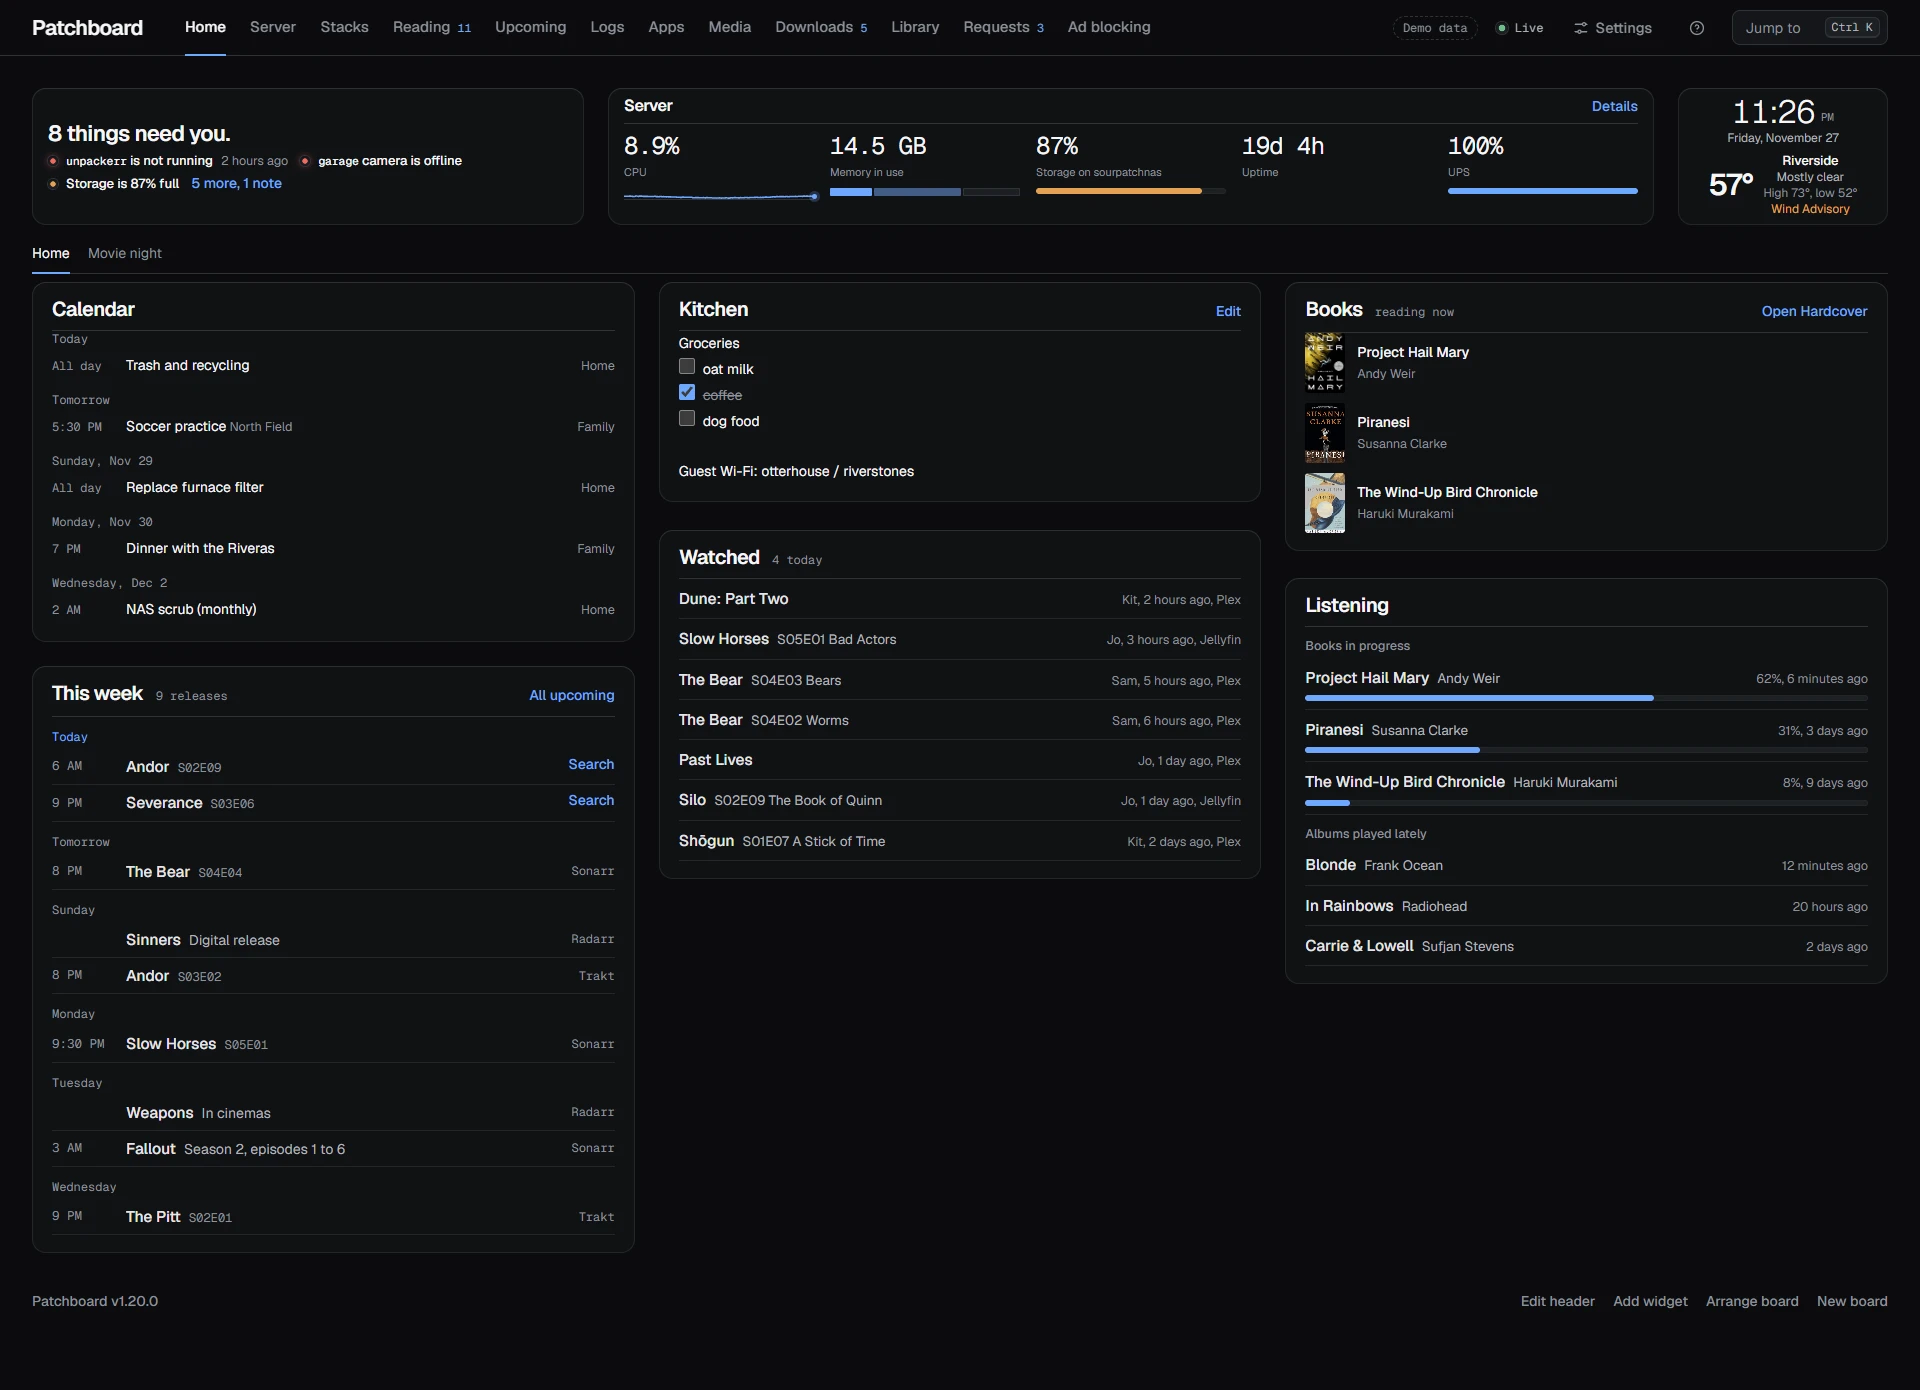 Patchboard Home Server Stacks Reading 11 Upcoming Logs Apps Media Downloads 5 Library Requests 3 Ad blocking Demo data Live Settings Jump to Ctrl K
8 things need you.
unpackerr is not running 2 hours ago garage camera is offline
Storage is 87% full 5 more, 1 note
Server Details
8.9% 14.5 GB 87% 19d 4h 100%
CPU Memory in use Storage on sourpatchnas Uptime UPS
11:26 PM
Friday, November 27
57°
Riverside
Mostly clear
High 73°, low 52°
Wind Advisory
Home Movie night
Calendar
Today
All day Trash and recycling Home
Tomorrow
5:30 PM Soccer practice North Field Family
Sunday, Nov 29
All day Replace furnace filter Home
Monday, Nov 30
7 PM Dinner with the Riveras Family
Wednesday, Dec 2
2 AM NAS scrub (monthly) Home
This week 9 releases All upcoming
Today
6 AM Andor S02E09 Search
9 PM Severance S03E06 Search
Tomorrow
8 PM The Bear S04E04 Sonarr
Sunday
Sinners Digital release Radarr
8 PM Andor S03E02 Trakt
Monday
9:30 PM Slow Horses S05E01 Sonarr
Tuesday
Weapons In cinemas Radarr
3 AM Fallout Season 2, episodes 1 to 6 Sonarr
Wednesday
9 PM The Pitt S02E01 Trakt
Kitchen Edit
Groceries
oat milk
coffee
dog food
Guest Wi-Fi: otterhouse / riverstones
Watched 4 today
Dune: Part Two Kit, 2 hours ago, Plex
Slow Horses S05E01 Bad Actors Jo, 3 hours ago, Jellyfin
The Bear S04E03 Bears Sam, 5 hours ago, Plex
The Bear S04E02 Worms Sam, 6 hours ago, Plex
Past Lives Jo, 1 day ago, Plex
Silo S02E09 The Book of Quinn Jo, 1 day ago, Jellyfin
Shōgun S01E07 A Stick of Time Kit, 2 days ago, Plex
Books reading now Open Hardcover
ANDY
WEIR
HAIL
MARY
Project Hail Mary
Andy Weir
SUSANNA
CLARKE
PIRANESI
Piranesi
Susanna Clarke
The Wind-Up Bird Chronicle
Haruki Murakami
Listening
Books in progress
Project Hail Mary Andy Weir 62%, 6 minutes ago
Piranesi Susanna Clarke 31%, 3 days ago
The Wind-Up Bird Chronicle Haruki Murakami 8%, 9 days ago
Albums played lately
Blonde Frank Ocean 12 minutes ago
In Rainbows Radiohead 20 hours ago
Carrie & Lowell Sufjan Stevens 2 days ago
Patchboard v1.20.0 Edit header Add widget Arrange board New board